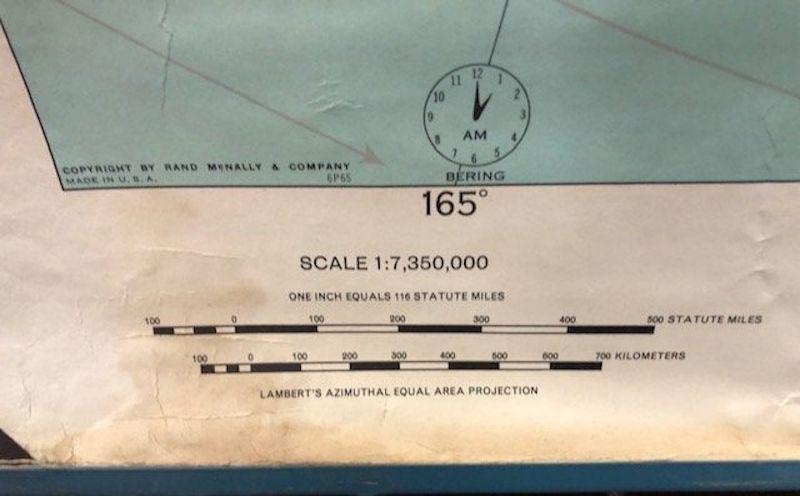 12
11 1
10 2
9 3
8 AM 4
7 6 5
COPYRIGHT BY RAND McNALLY & COMPANY
MADE IN U. S. A. 6P65
BERING
165°
SCALE 1:7,350,000
ONE INCH EQUALS 116 STATUTE MILES
100 0 100 200 300 400 500 STATUTE MILES
100 0 100 200 300 400 500 600 700 KILOMETERS
LAMBERT'S AZIMUTHAL EQUAL AREA PROJECTION